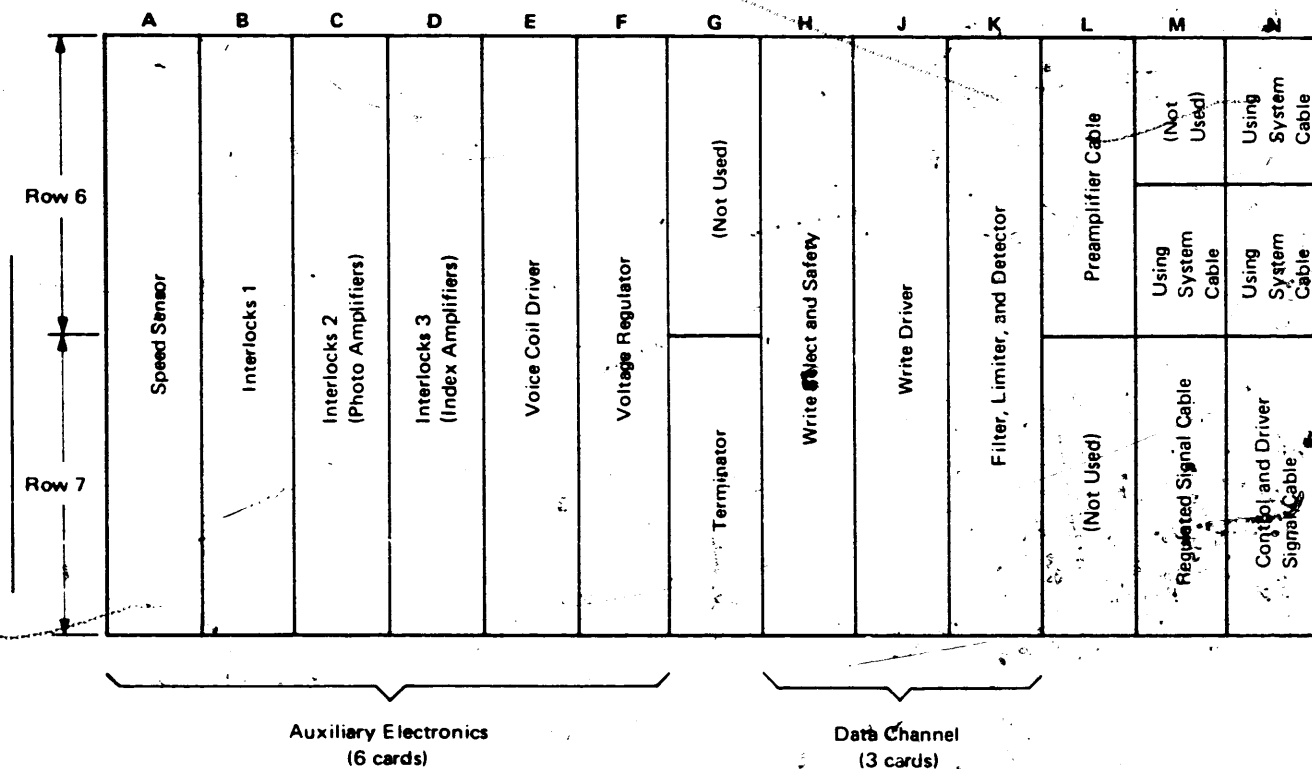 A B C D E F G H J K L M N
Row 6
Row 7
Speed Sensor
Interlocks 1
Interlocks 2
(Photo Amplifiers)
Interlocks 3
(Index Amplifiers)
Voice Coil Driver
Voltage Regulator
(Not Used)
Terminator
Write Select and Safety
Write Driver
Filter, Limiter, and Detector
Preamplifier Cable
(Not Used)
(Not
Used)
Using
System
Cable
Regulated Signal Cable
Using
System
Cable
Using
System
Cable
Control and Driver
Signal Cable
Auxiliary Electronics
(6 cards)
Data Channel
(3 cards)